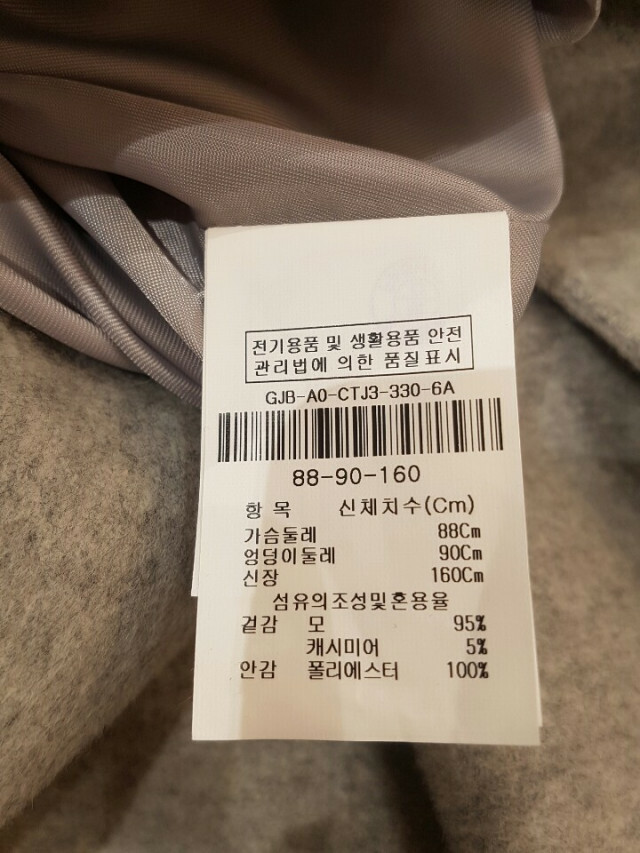 전기용품 및 생활용품 안전
관리법에 의한 품질표시
GJB-A0-CTJ3-330-6A
88-90-160
항 목 신체치수(Cm)
가슴둘레 88Cm
엉덩이둘레 90Cm
신장 160Cm
섬유의조성및혼용율
겉감 모 95%
캐시미어 5%
안감 폴리에스터 100%